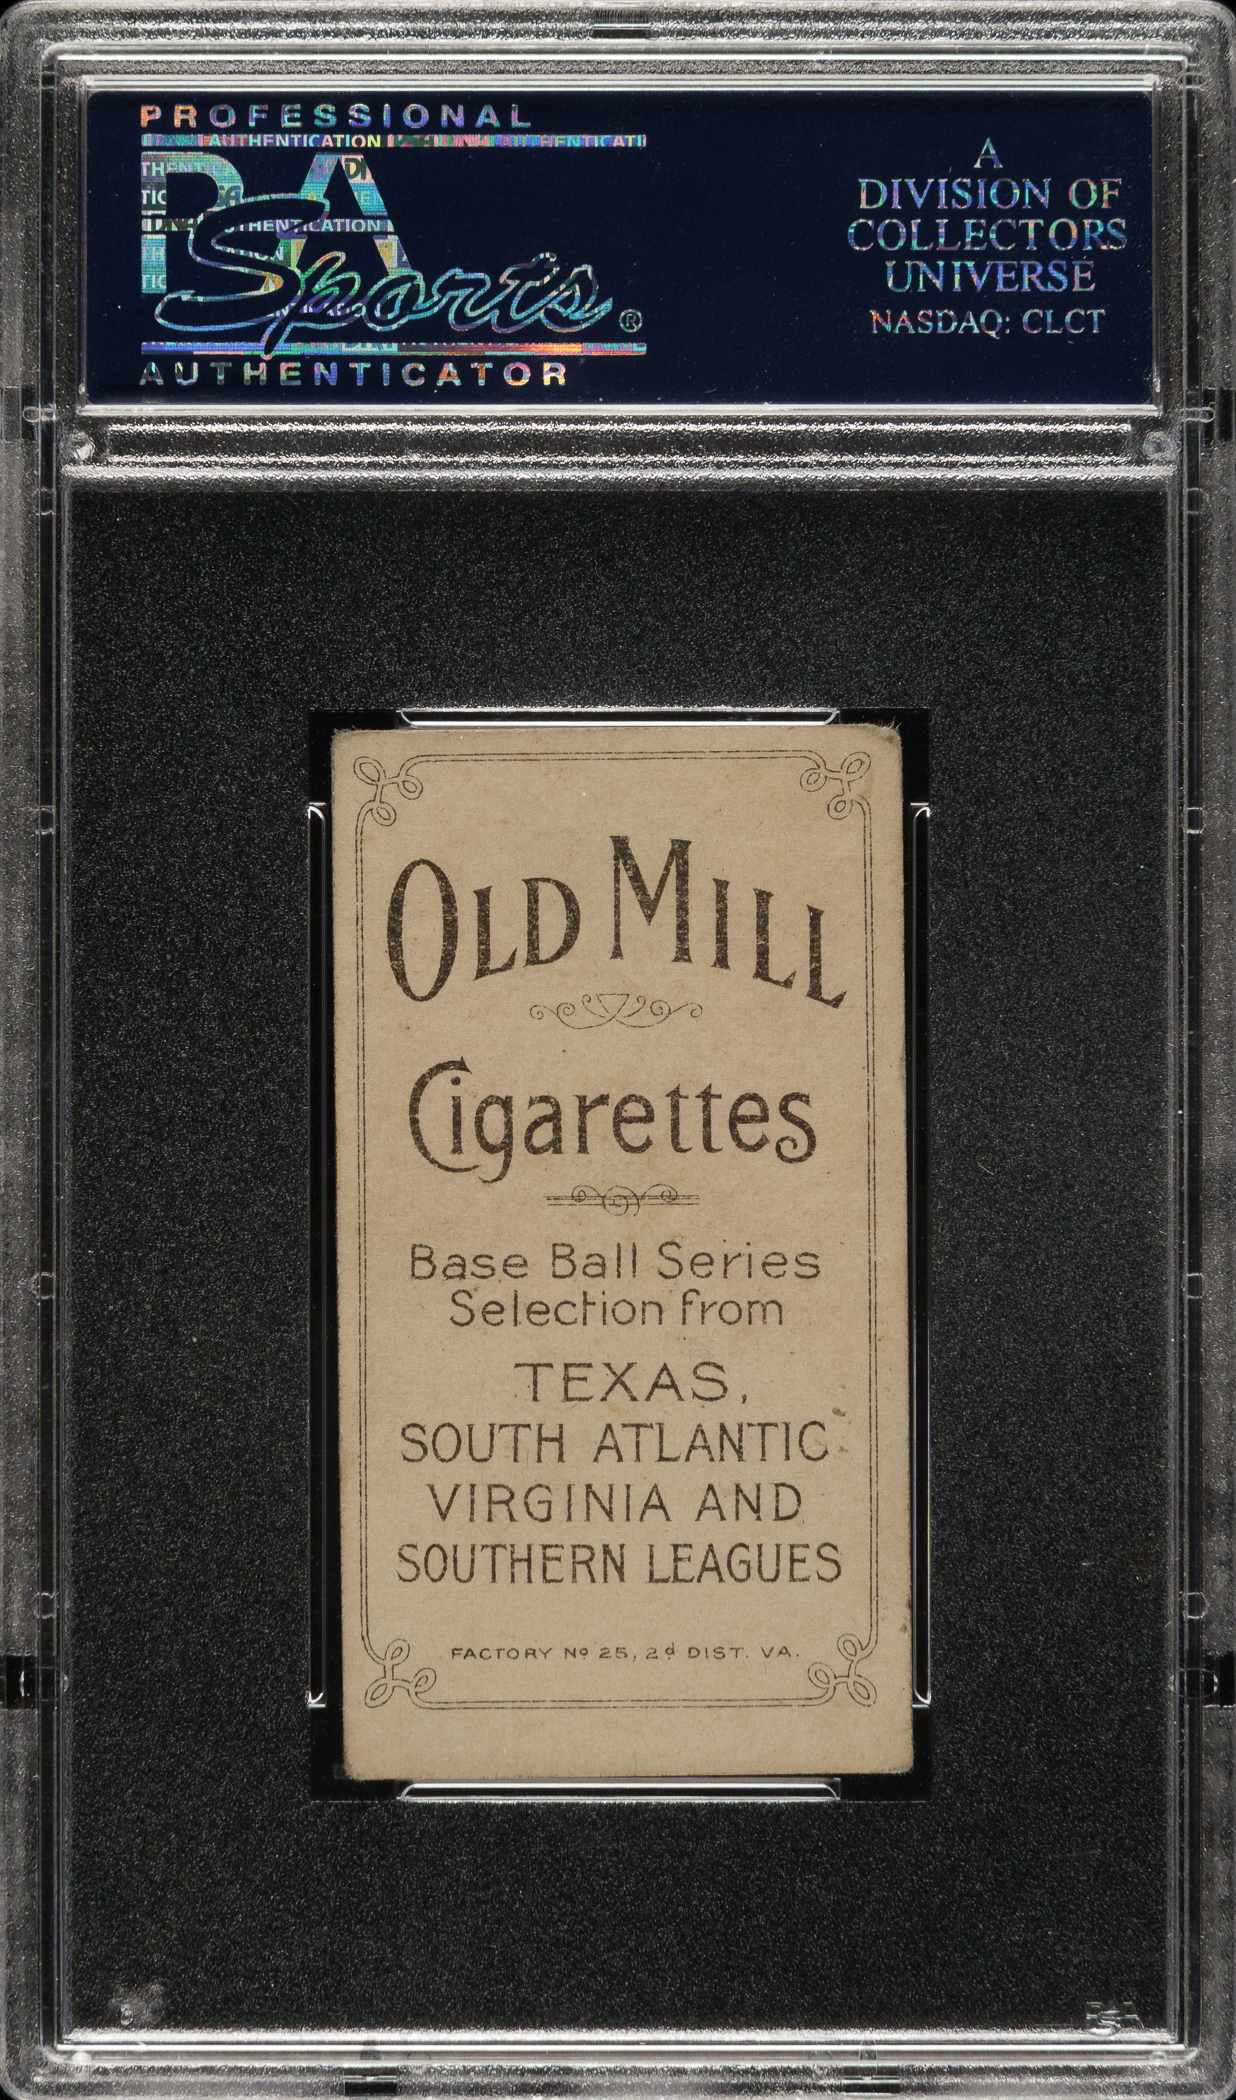 PROFESSIONAL
AUTHENTICATION
PSA
Sports®
AUTHENTICATOR
A
DIVISION OF
COLLECTORS
UNIVERSE
NASDAQ: CLCT
OLD MILL
Cigarettes
Base Ball Series
Selection from
TEXAS,
SOUTH ATLANTIC
VIRGINIA AND
SOUTHERN LEAGUES
FACTORY Nº 25, 2d DIST. VA.
PSA